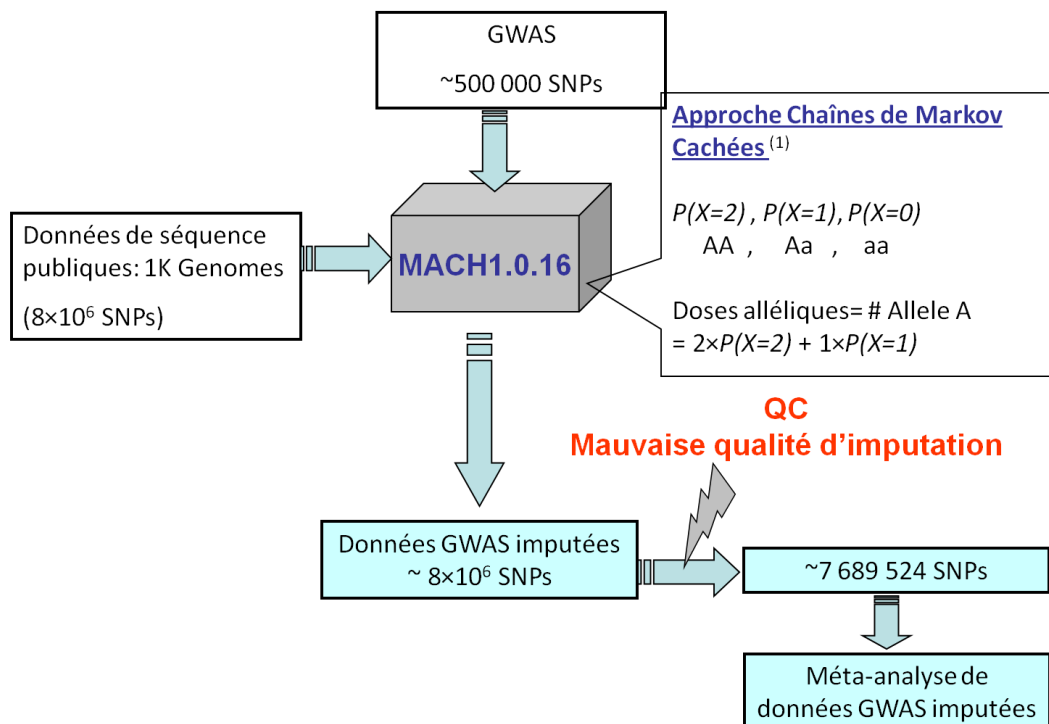 GWAS
~500 000 SNPs
Approche Chaînes de Markov
Cachées (1)
P(X=2) , P(X=1), P(X=0)
AA , Aa , aa
Doses alléliques= # Allele A
= 2×P(X=2) + 1×P(X=1)
Données de séquence
publiques: 1K Genomes
(8×10⁶ SNPs)
MACH1.0.16
QC
Mauvaise qualité d’imputation
Données GWAS imputées
~ 8×10⁶ SNPs
~7 689 524 SNPs
Méta-analyse de
données GWAS imputées